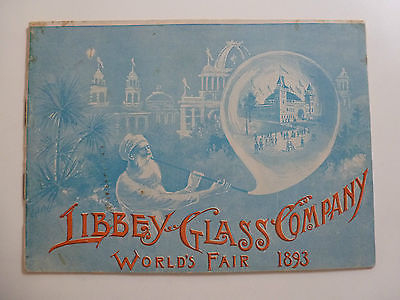 LIBBEY GLASS COMPANY
WORLD'S FAIR 1893